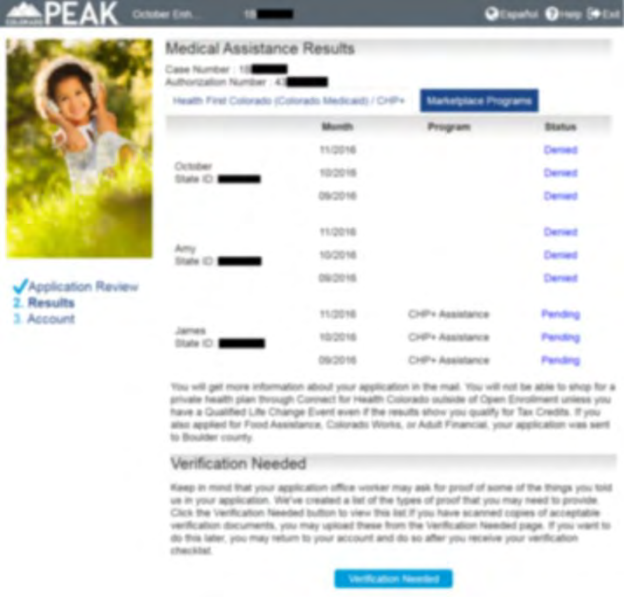 COLORADO PEAK October Enh... 18 Español Help Exit
Medical Assistance Results
Case Number : 18
Authorization Number : 43
Health First Colorado (Colorado Medicaid) / CHP+ Marketplace Programs
Month Program Status
11/2016 Denied
October
State ID:
10/2016 Denied
09/2016 Denied
11/2016 Denied
Amy
State ID:
10/2016 Denied
09/2016 Denied
11/2016 CHP+ Assistance Pending
James
State ID:
10/2016 CHP+ Assistance Pending
09/2016 CHP+ Assistance Pending
Application Review
2. Results
3. Account
You will get more information about your application in the mail. You will not be able to shop for a
private health plan through Connect for Health Colorado outside of Open Enrollment unless you
have a Qualified Life Change Event even if the results show you qualify for Tax Credits. If you
also applied for Food Assistance, Colorado Works, or Adult Financial, your application was sent
to Boulder county.
Verification Needed
Keep in mind that your application office worker may ask for proof of some of the things you told
us in your application. We've created a list of the types of proof that you may need to provide.
Click the Verification Needed button to view this list.If you have scanned copies of acceptable
verification documents, you may upload these from the Verification Needed page. If you want to
do this later, you may return to your account and do so after you receive your verification
checklist.
Verification Needed